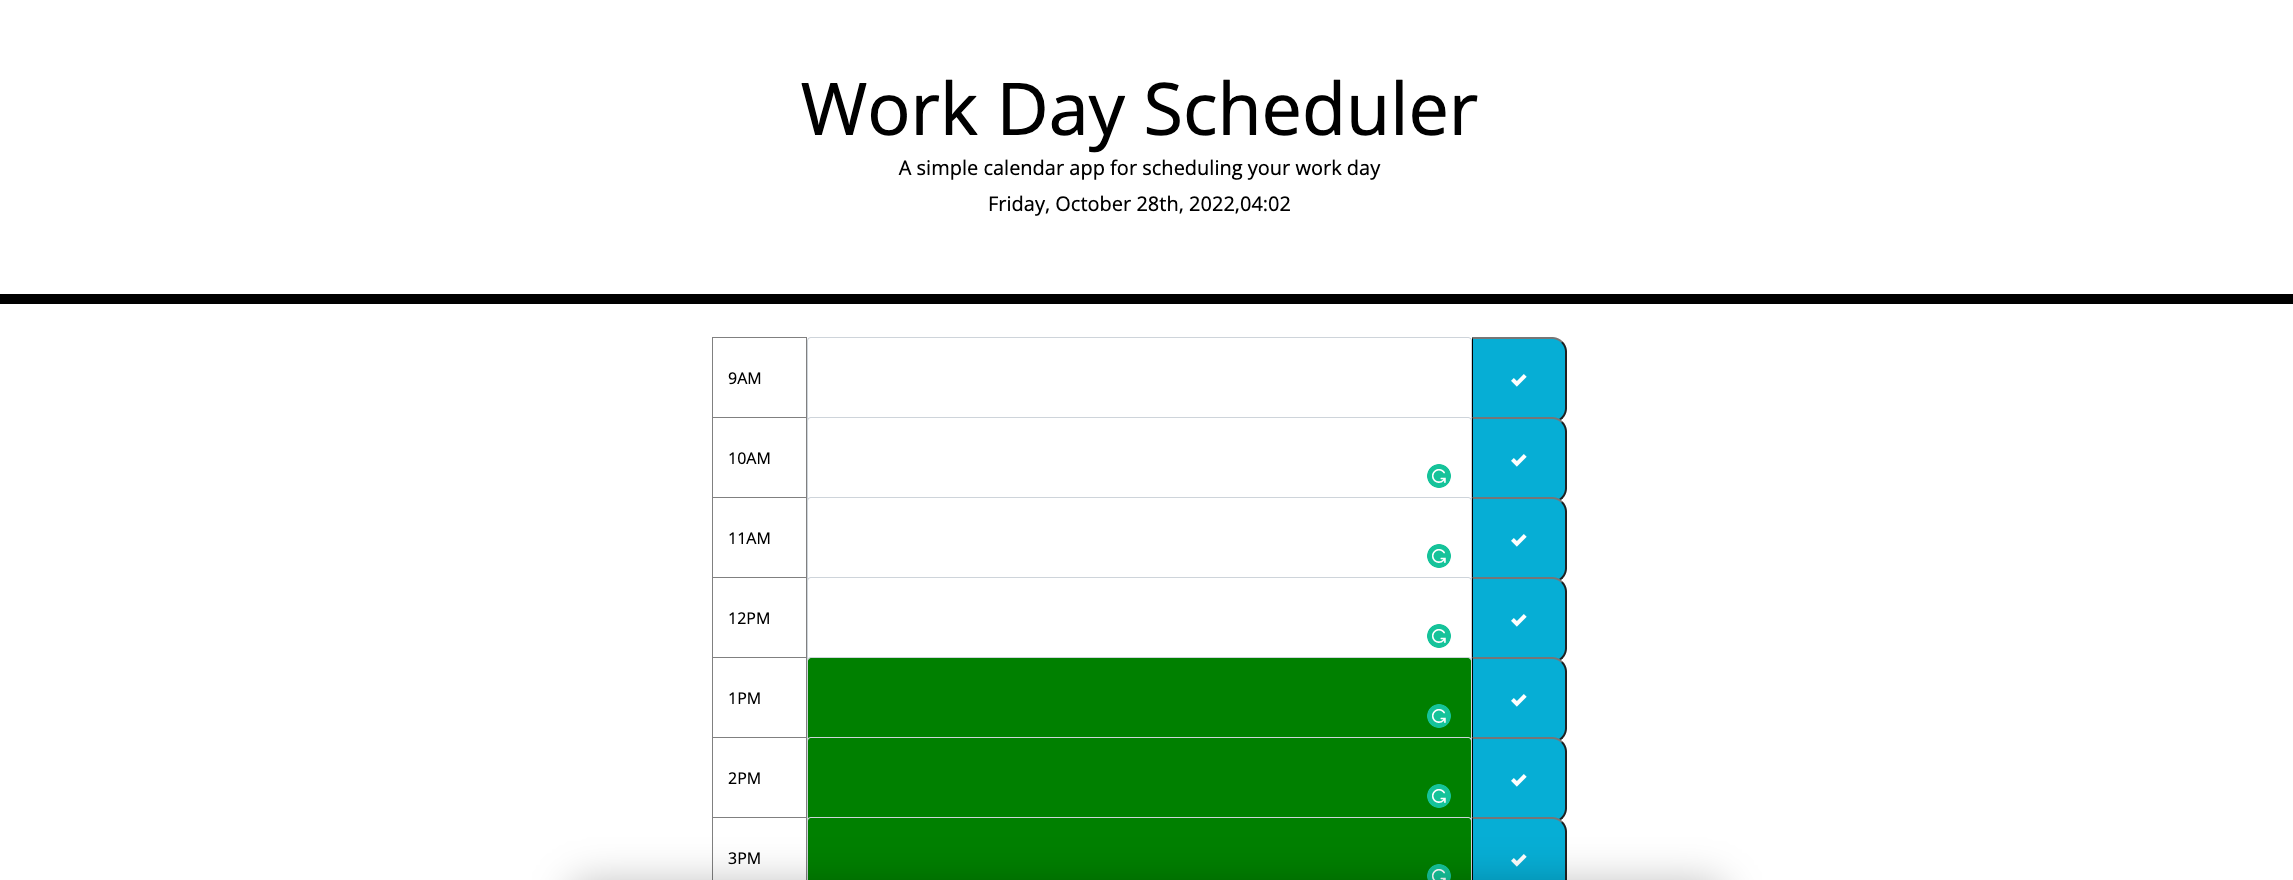 Work Day Scheduler
A simple calendar app for scheduling your work day
Friday, October 28th, 2022,04:02
9AM
10AM
11AM
12PM
1PM
2PM
3PM